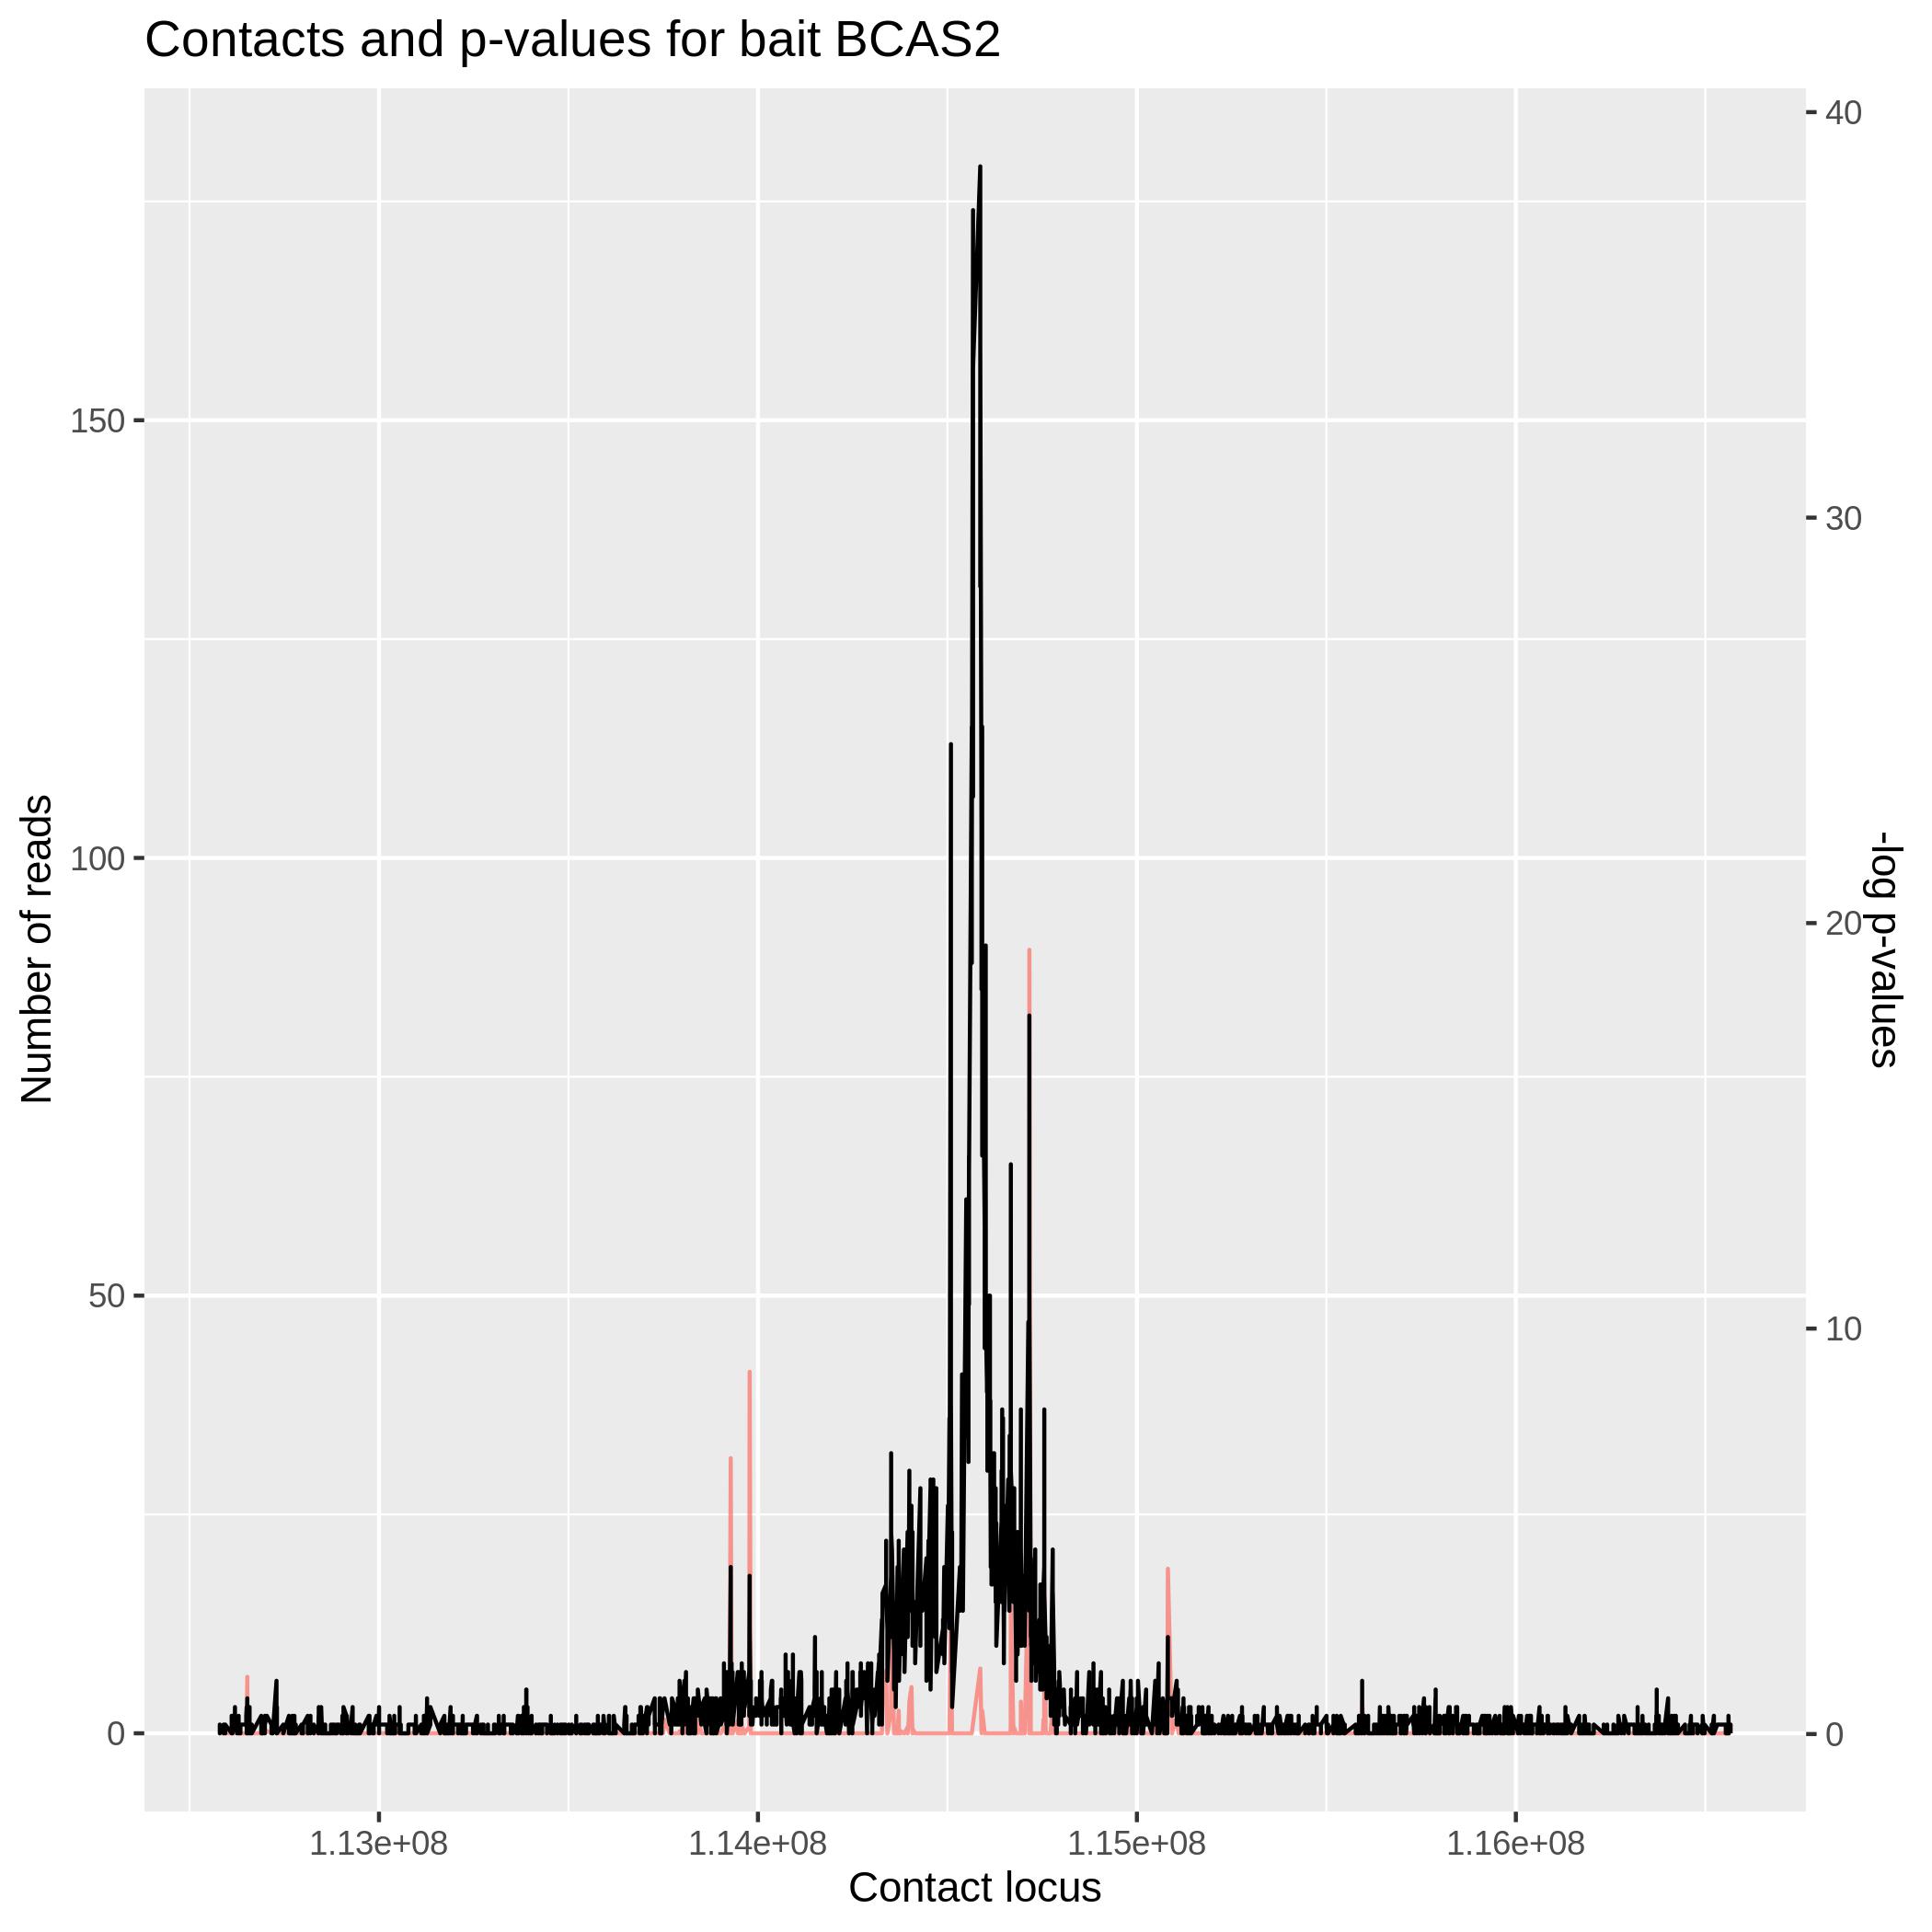 Contacts and p-values for bait BCAS2
Number of reads
150
100
50
0
40
30
20
10
0
-log p-values
1.13e+08
1.14e+08
1.15e+08
1.16e+08
Contact locus